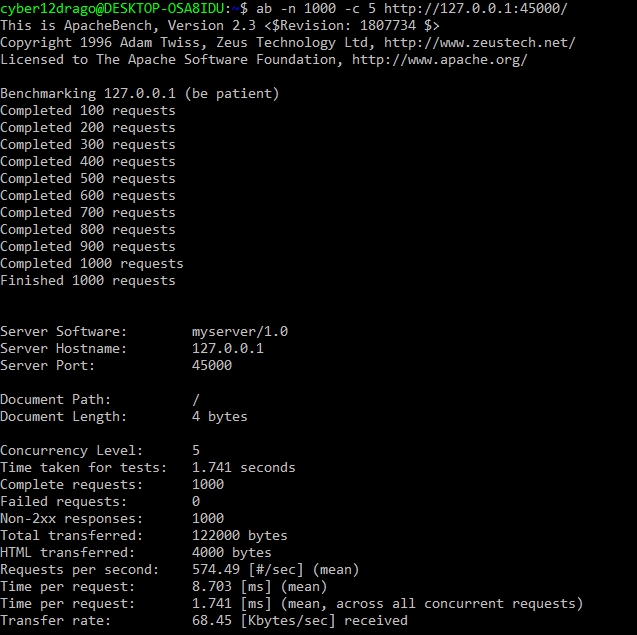 cyber12drago@DESKTOP-OSA8IDU:~$ ab -n 1000 -c 5 http://127.0.0.1:45000/
This is ApacheBench, Version 2.3 <$Revision: 1807734 $>
Copyright 1996 Adam Twiss, Zeus Technology Ltd, http://www.zeustech.net/
Licensed to The Apache Software Foundation, http://www.apache.org/

Benchmarking 127.0.0.1 (be patient)
Completed 100 requests
Completed 200 requests
Completed 300 requests
Completed 400 requests
Completed 500 requests
Completed 600 requests
Completed 700 requests
Completed 800 requests
Completed 900 requests
Completed 1000 requests
Finished 1000 requests

Server Software:        myserver/1.0
Server Hostname:        127.0.0.1
Server Port:            45000

Document Path:          /
Document Length:        4 bytes

Concurrency Level:      5
Time taken for tests:   1.741 seconds
Complete requests:      1000
Failed requests:        0
Non-2xx responses:      1000
Total transferred:      122000 bytes
HTML transferred:       4000 bytes
Requests per second:    574.49 [#/sec] (mean)
Time per request:       8.703 [ms] (mean)
Time per request:       1.741 [ms] (mean, across all concurrent requests)
Transfer rate:          68.45 [Kbytes/sec] received